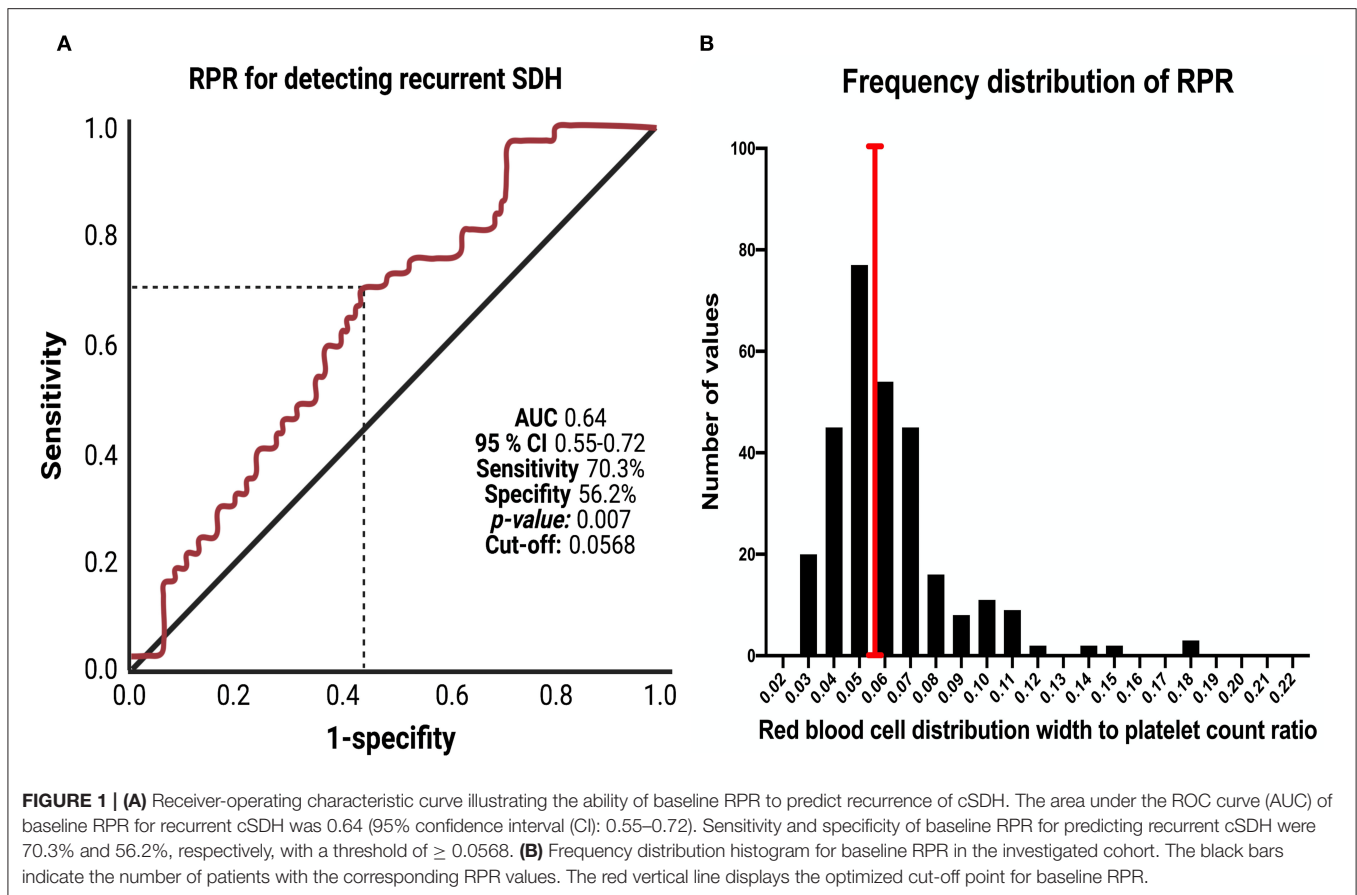 A
RPR for detecting recurrent SDH
1.0
0.8
0.6
0.4
0.2
0.0
Sensitivity
0.0
0.2
0.4
0.6
0.8
1.0
1-specifity
AUC 0.64
95 % CI 0.55-0.72
Sensitivity 70.3%
Specifity 56.2%
p-value: 0.007
Cut-off: 0.0568
B
Frequency distribution of RPR
100
80
60
40
20
0
Number of values
0.02
0.03
0.04
0.05
0.06
0.07
0.08
0.09
0.10
0.11
0.12
0.13
0.14
0.15
0.16
0.17
0.18
0.19
0.20
0.21
0.22
Red blood cell distribution width to platelet count ratio
FIGURE 1 | (A) Receiver-operating characteristic curve illustrating the ability of baseline RPR to predict recurrence of cSDH. The area under the ROC curve (AUC) of
baseline RPR for recurrent cSDH was 0.64 (95% confidence interval (CI): 0.55–0.72). Sensitivity and specificity of baseline RPR for predicting recurrent cSDH were
70.3% and 56.2%, respectively, with a threshold of ≥ 0.0568. (B) Frequency distribution histogram for baseline RPR in the investigated cohort. The black bars
indicate the number of patients with the corresponding RPR values. The red vertical line displays the optimized cut-off point for baseline RPR.